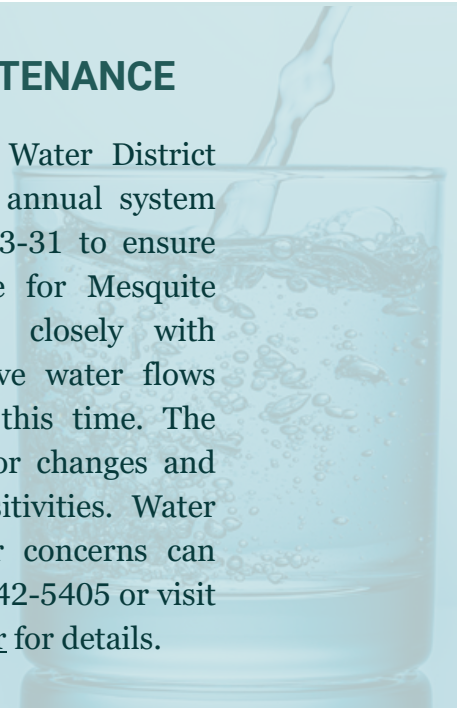 TENANCE
Water District
annual system
3-31 to ensure
e for Mesquite
closely with
ve water flows
this time. The
or changes and
sitivities. Water
r concerns can
42-5405 or visit
r for details.